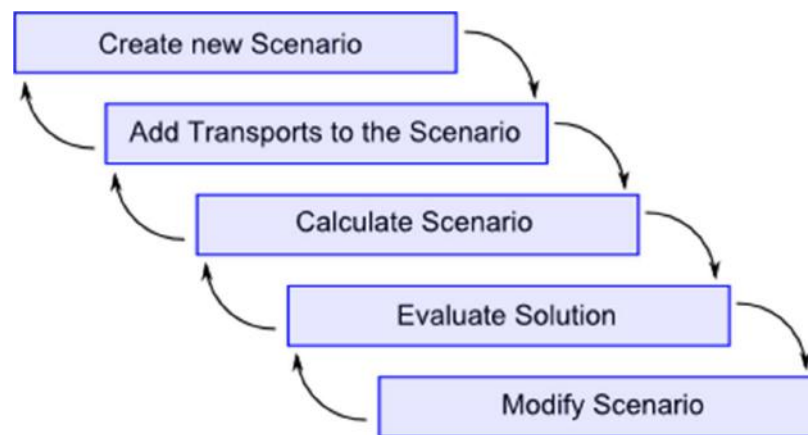 Create new Scenario
Add Transports to the Scenario
Calculate Scenario
Evaluate Solution
Modify Scenario